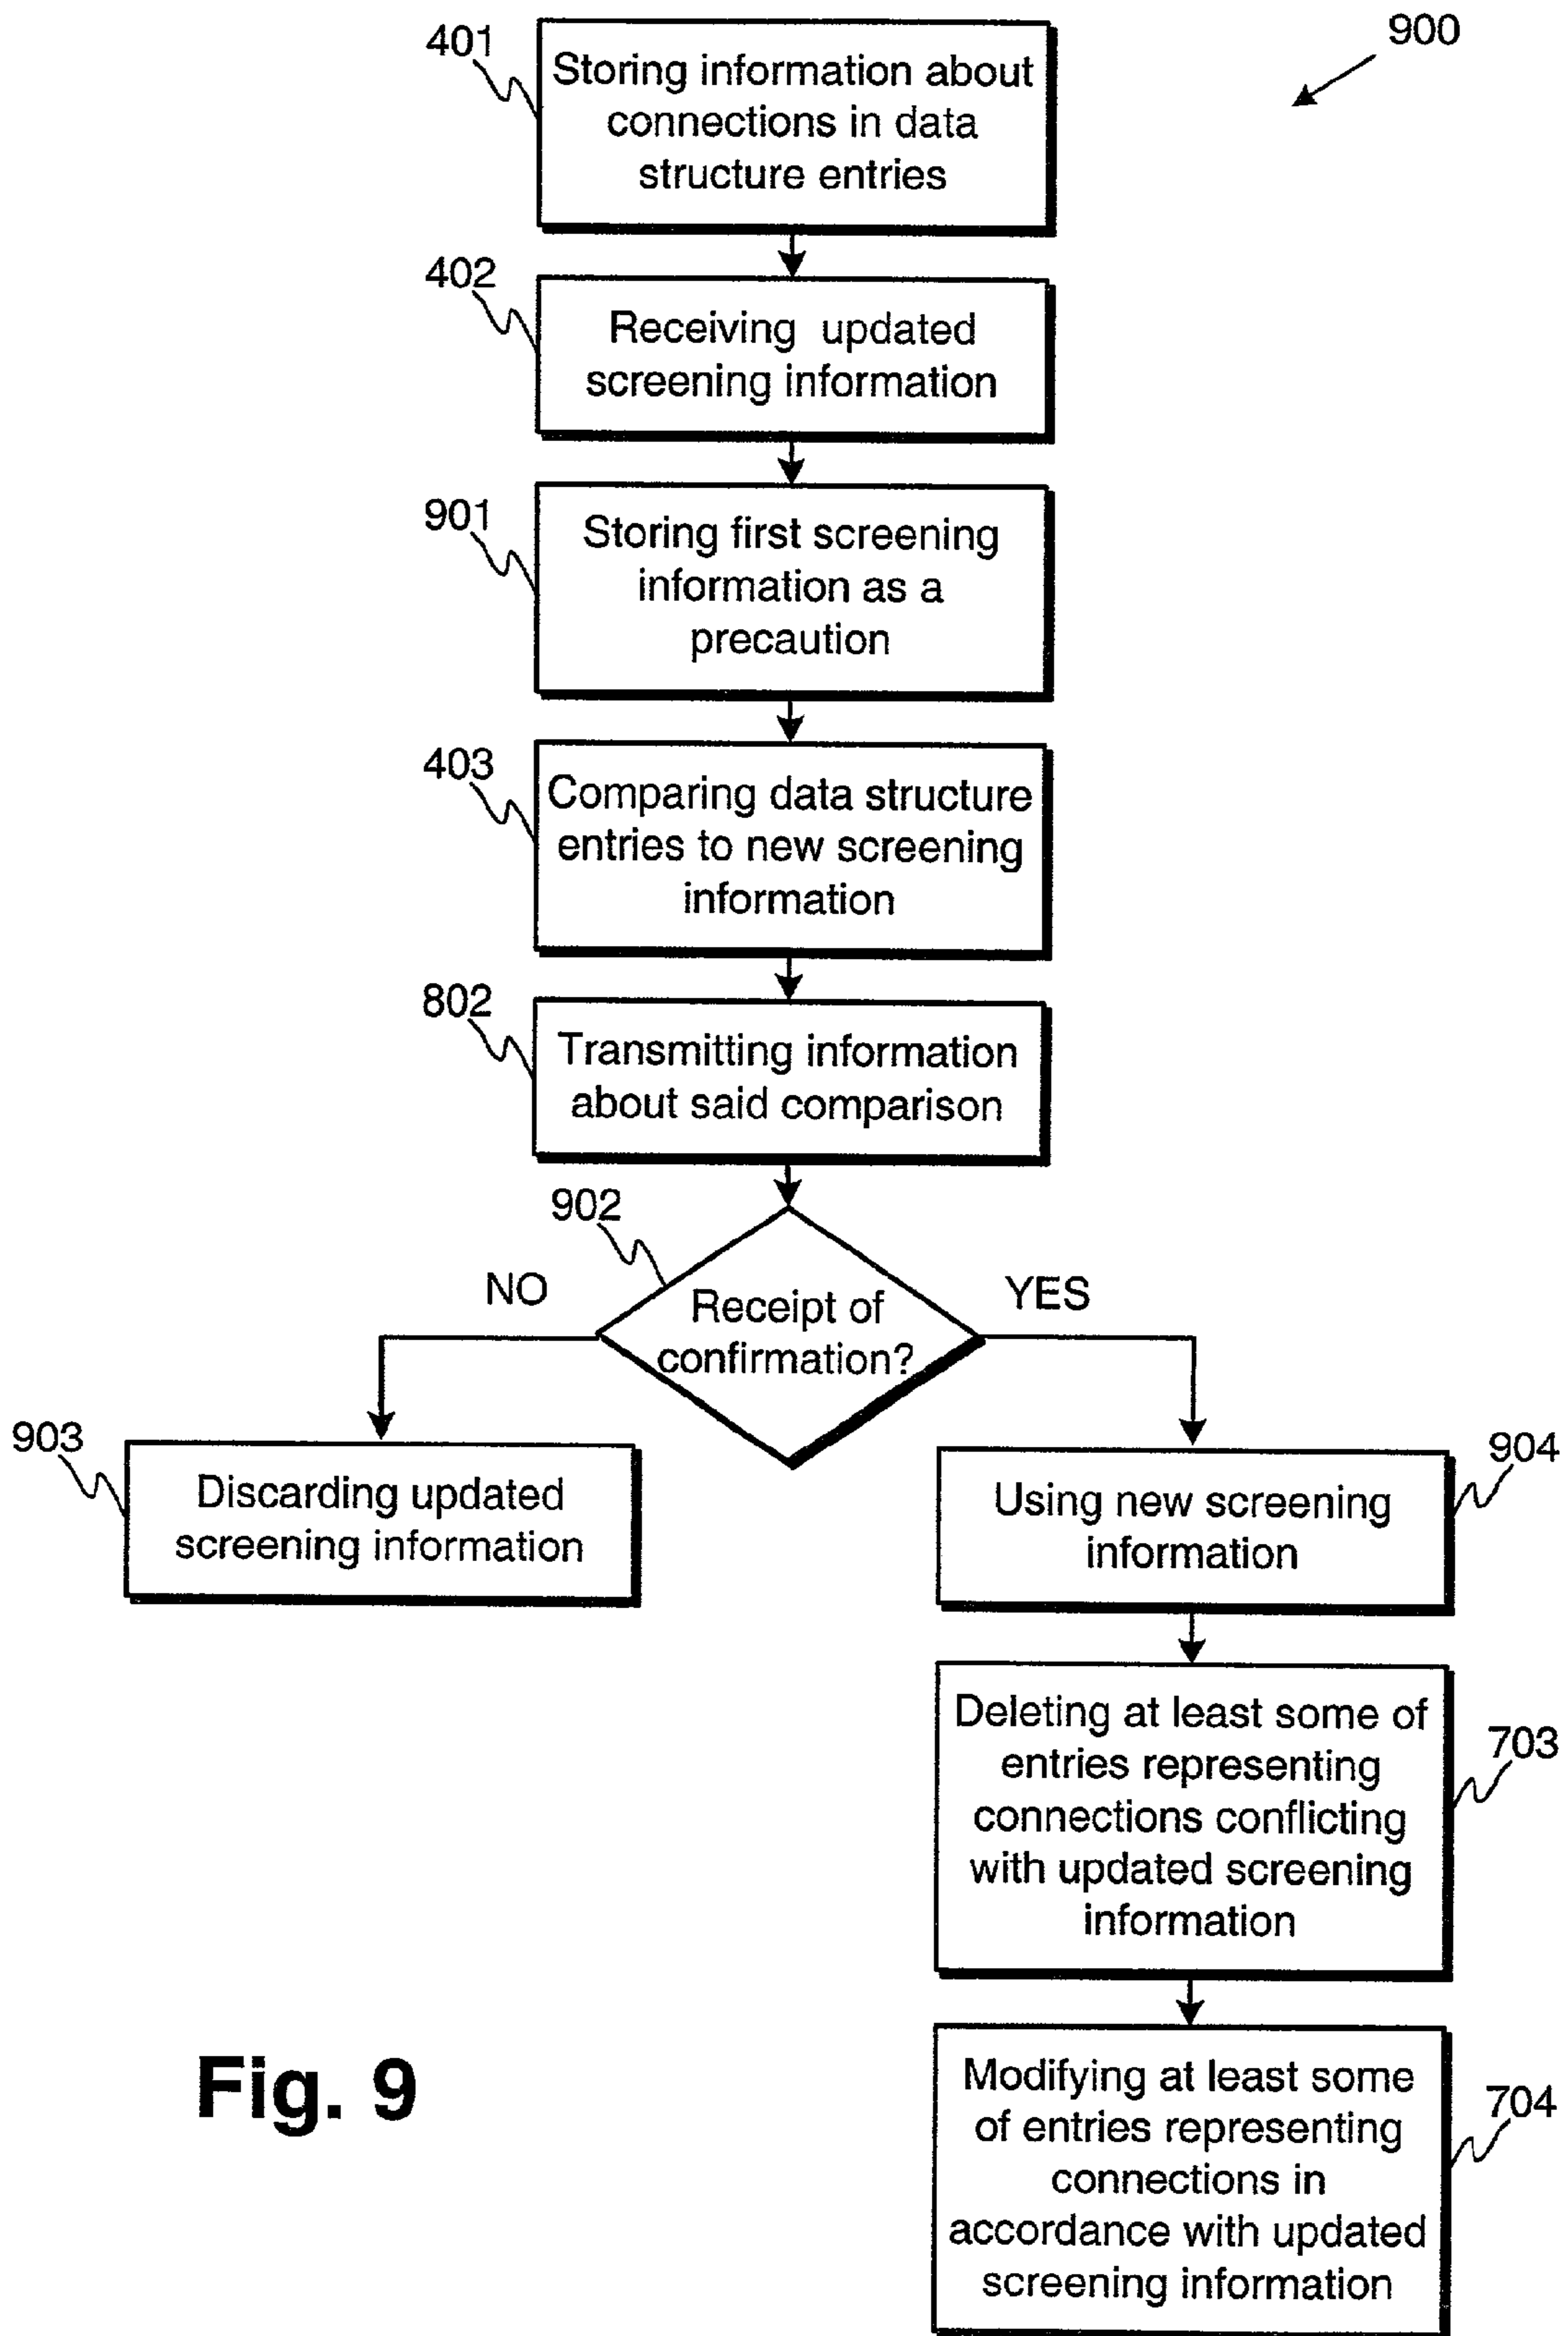 900
401
Storing information about
connections in data
structure entries
402
Receiving updated
screening information
901
Storing first screening
information as a
precaution
403
Comparing data structure
entries to new screening
information
802
Transmitting information
about said comparison
902
Receipt of
confirmation?
NO
YES
903
Discarding updated
screening information
904
Using new screening
information
703
Deleting at least some of
entries representing
connections conflicting
with updated screening
information
704
Modifying at least some
of entries representing
connections in
accordance with updated
screening information
Fig. 9